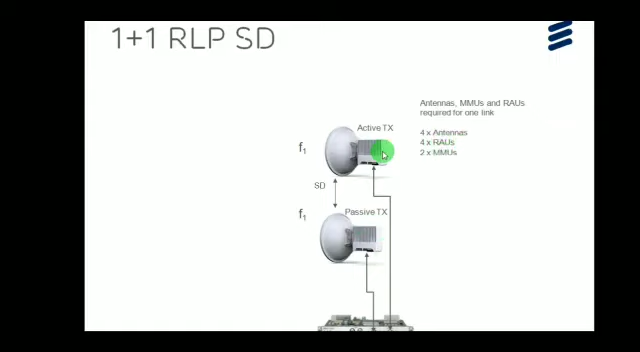 1+1 RLP SD
Antennas, MMUs and RAUs
required for one link
4 x Antennas
4 x RAUs
2 x MMUs
Active TX
f1
SD
f1
Passive TX